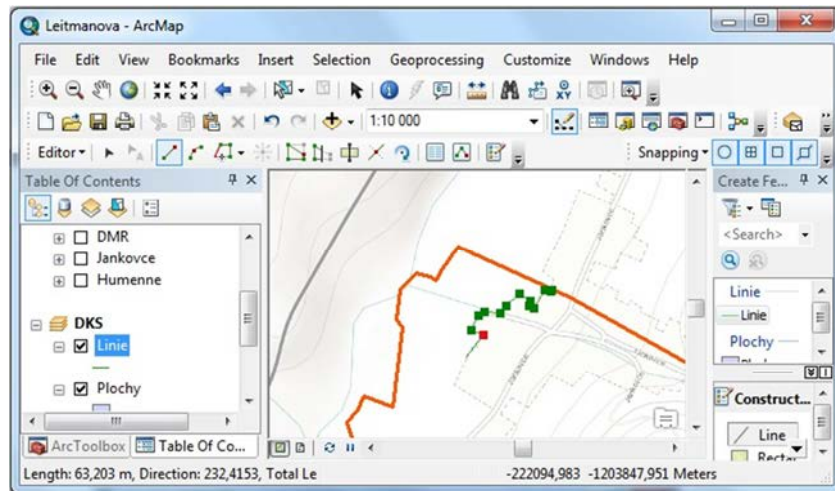 Leitmanova - ArcMap
File Edit View Bookmarks Insert Selection Geoprocessing Customize Windows Help
1:10 000
Editor
Snapping
Table Of Contents
DMR
Jankovce
Humenne
DKS
Linie
Plochy
ArcToolbox
Table Of Co...
Create Fe...
<Search>
Linie
Linie
Plochy
Construct...
Line
Length: 63,203 m, Direction: 232,4153, Total Le
-222094,983 -1203847,951 Meters